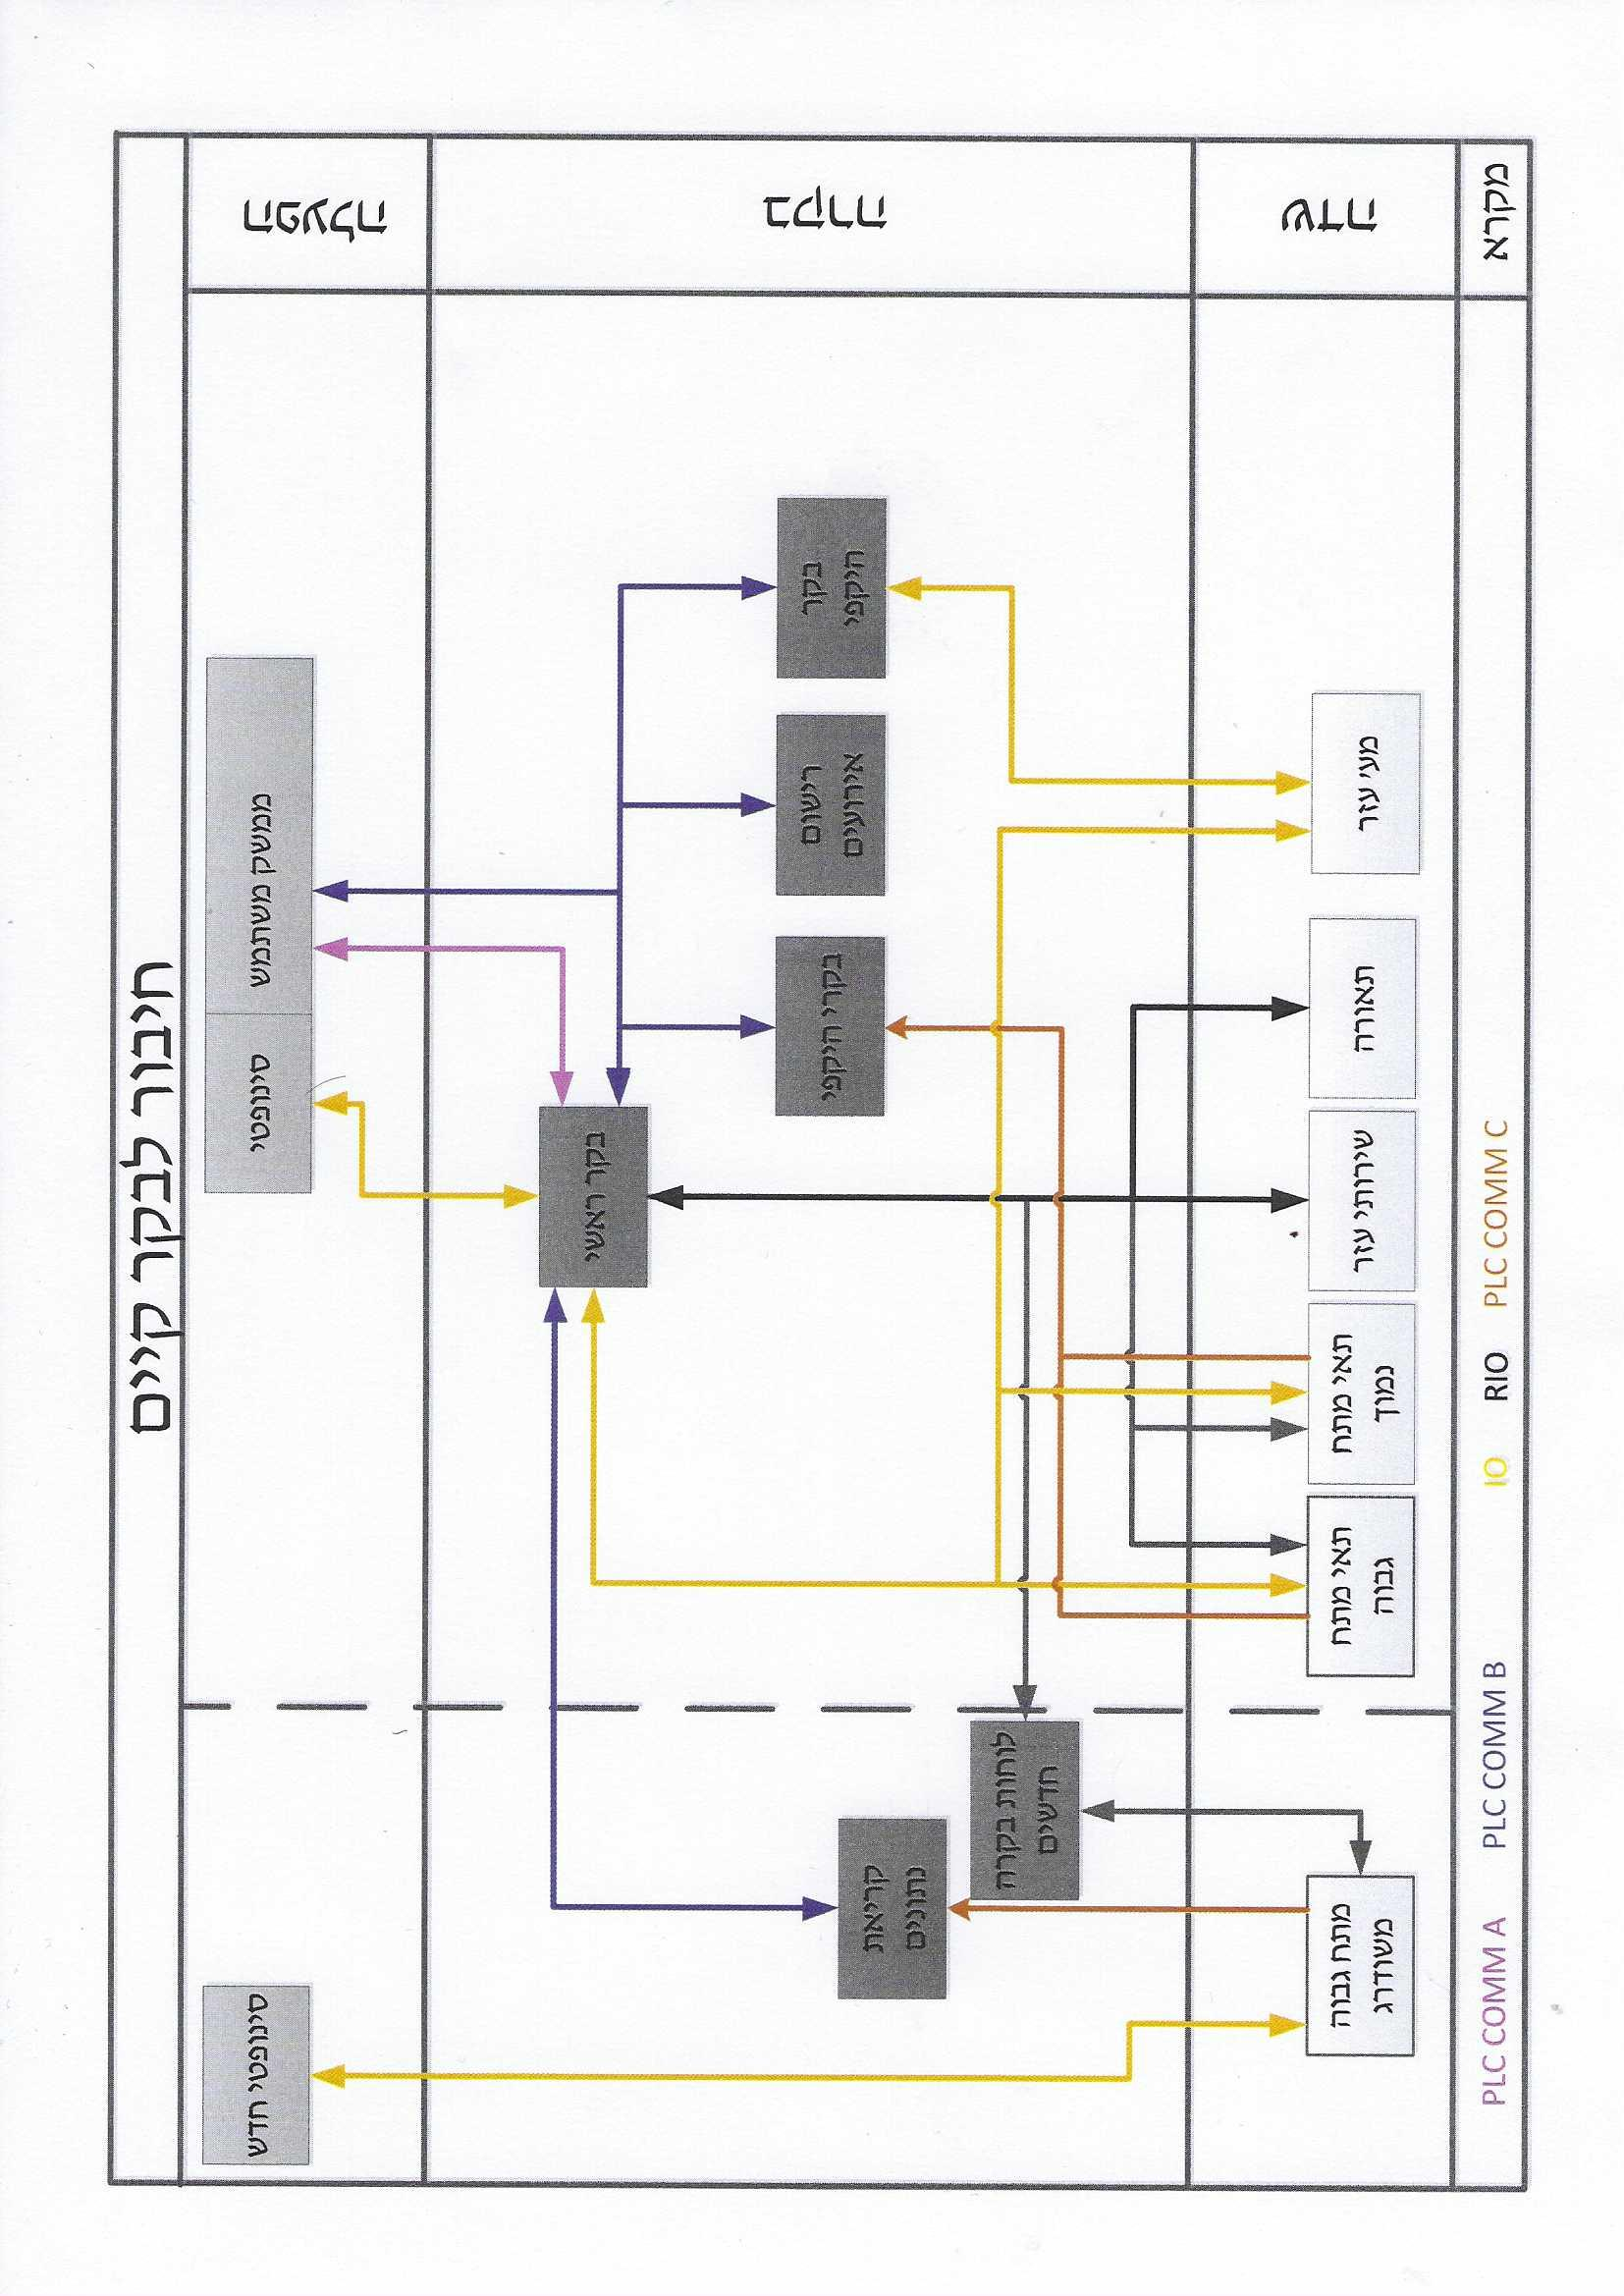 חיבור לבקר קיים
הפעלה
ממשק משתמש
סינופטי
סינופטי חדש
בקרה
בקר ראשי
בקר
היקפי
רישום
אירועים
בקרי היקפי
קריאת
נתונים
לוחות בקרה
חדשים
שדה
מעי עזר
תאורה
שירותי עזר
תאי מתח
נמוך
תאי מתח
גבוה
מתח גבוה
משודרג
מקרא
PLC COMM A PLC COMM B IO RIO PLC COMM C